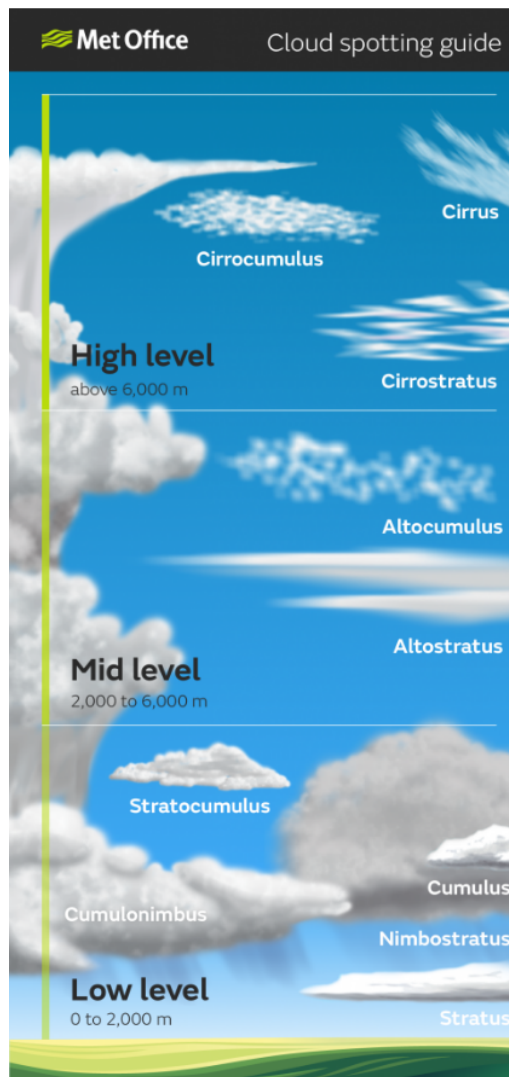 Met Office
Cloud spotting guide
Cirrus
Cirrocumulus
High level
above 6,000 m
Cirrostratus
Altocumulus
Altostratus
Mid level
2,000 to 6,000 m
Stratocumulus
Cumulus
Cumulonimbus
Nimbostratus
Low level
0 to 2,000 m
Stratus